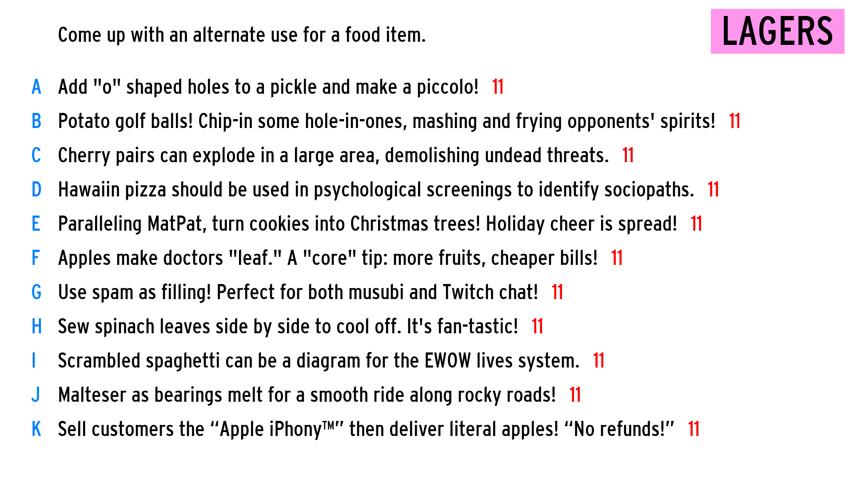 Come up with an alternate use for a food item.
LAGERS
A Add "o" shaped holes to a pickle and make a piccolo! 11
B Potato golf balls! Chip-in some hole-in-ones, mashing and frying opponents' spirits! 11
C Cherry pairs can explode in a large area, demolishing undead threats. 11
D Hawaiin pizza should be used in psychological screenings to identify sociopaths. 11
E Paralleling MatPat, turn cookies into Christmas trees! Holiday cheer is spread! 11
F Apples make doctors "leaf." A "core" tip: more fruits, cheaper bills! 11
G Use spam as filling! Perfect for both musubi and Twitch chat! 11
H Sew spinach leaves side by side to cool off. It's fan-tastic! 11
I Scrambled spaghetti can be a diagram for the EWOW lives system. 11
J Malteser as bearings melt for a smooth ride along rocky roads! 11
K Sell customers the “Apple iPhony™” then deliver literal apples! “No refunds!” 11